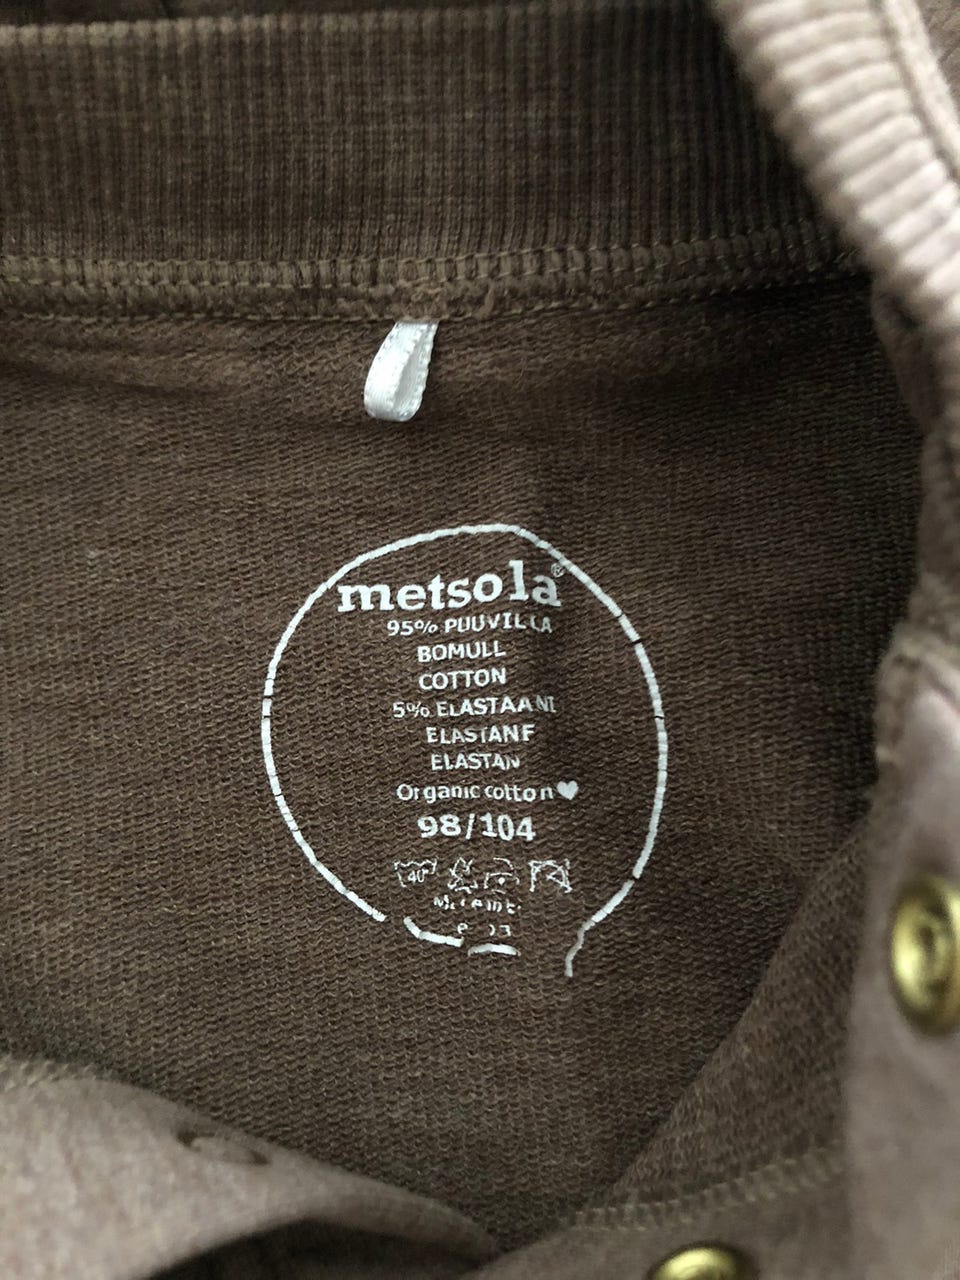 metsola®
95% PUUVILLA
BOMULL
COTTON
5% ELASTAANI
ELASTANE
ELASTAN
Organic cotton♥
98/104
40